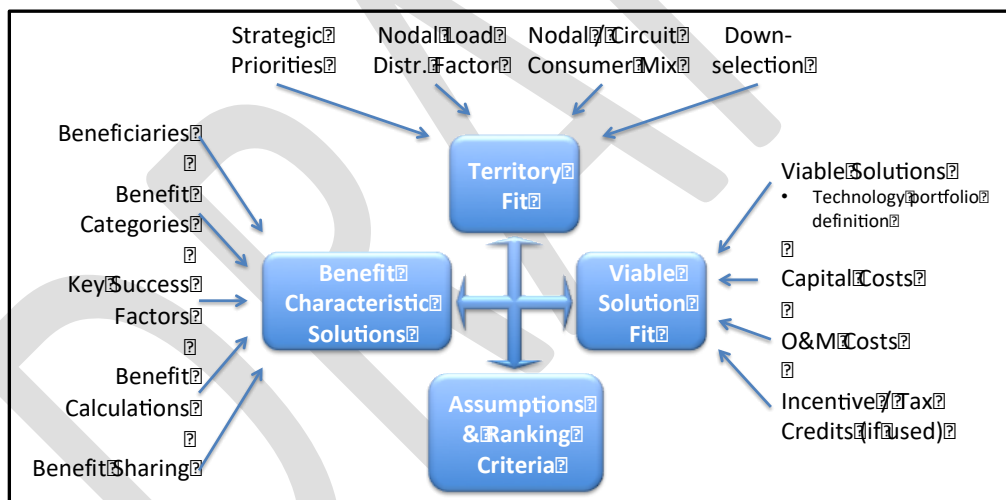 Strategic
Priorities
Nodal Load
Distr. Factor
Nodal / Circuit
Consumer Mix
Down-
selection
Beneficiaries
Benefit
Categories
Key Success
Factors
Benefit
Calculations
Benefit Sharing
Territory
Fit
Benefit
Characteristic
Solutions
Viable
Solution
Fit
Assumptions
& Ranking
Criteria
Viable Solutions
• Technology portfolio
definition
Capital Costs
O&M Costs
Incentive / Tax
Credits (if used)
DRAFT